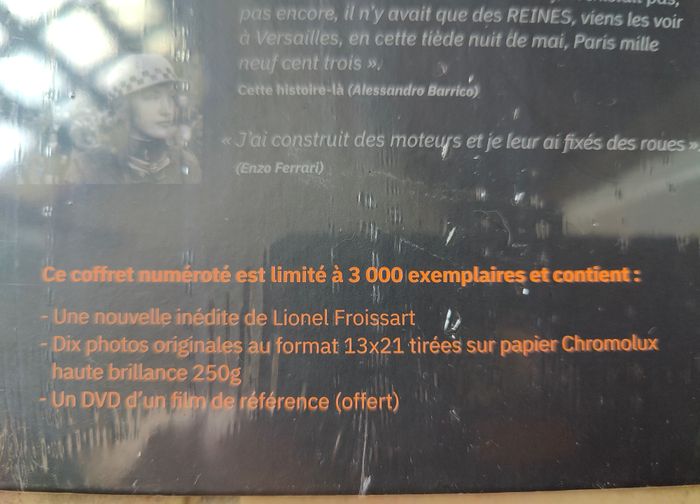 pas encore, il n'y avait que des REINES, viens les voir
à Versailles, en cette tiède nuit de mai, Paris mille
neuf cent trois ».
Cette histoire-là (Alessandro Barrico)
« J'ai construit des moteurs et je leur ai fixés des roues »,
(Enzo Ferrari)
Ce coffret numéroté est limité à 3 000 exemplaires et contient :
- Une nouvelle inédite de Lionel Froissart
- Dix photos originales au format 13x21 tirées sur papier Chromolux
haute brillance 250g
- Un DVD d'un film de référence (offert)